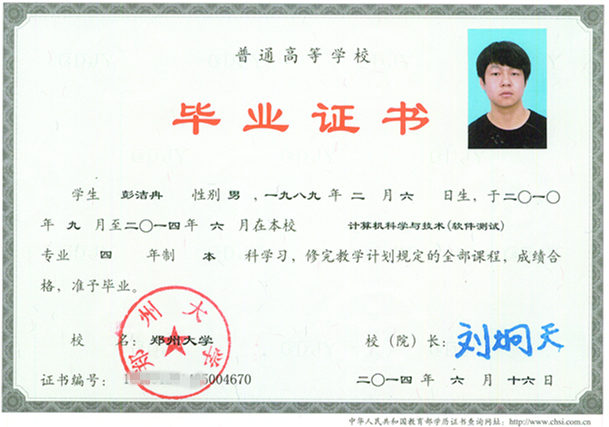 普通高等学校
毕业证书
学生 彭洁冉 性别 男 ,一九八九 年 二 月 六 日生,于二〇一〇
年 九 月至二〇一四年 六 月在本校 计算机科学与技术(软件测试)
专业 四 年制 本 科学习,修完教学计划规定的全部课程,成绩合
格,准予毕业。
郑州大学
校 名:郑州大学 校(院)长:刘炯天
证书编号: 5004670 二〇一四年 六 月 十六日
中华人民共和国教育部学历证书查询网址:http://www.chsi.com.cn